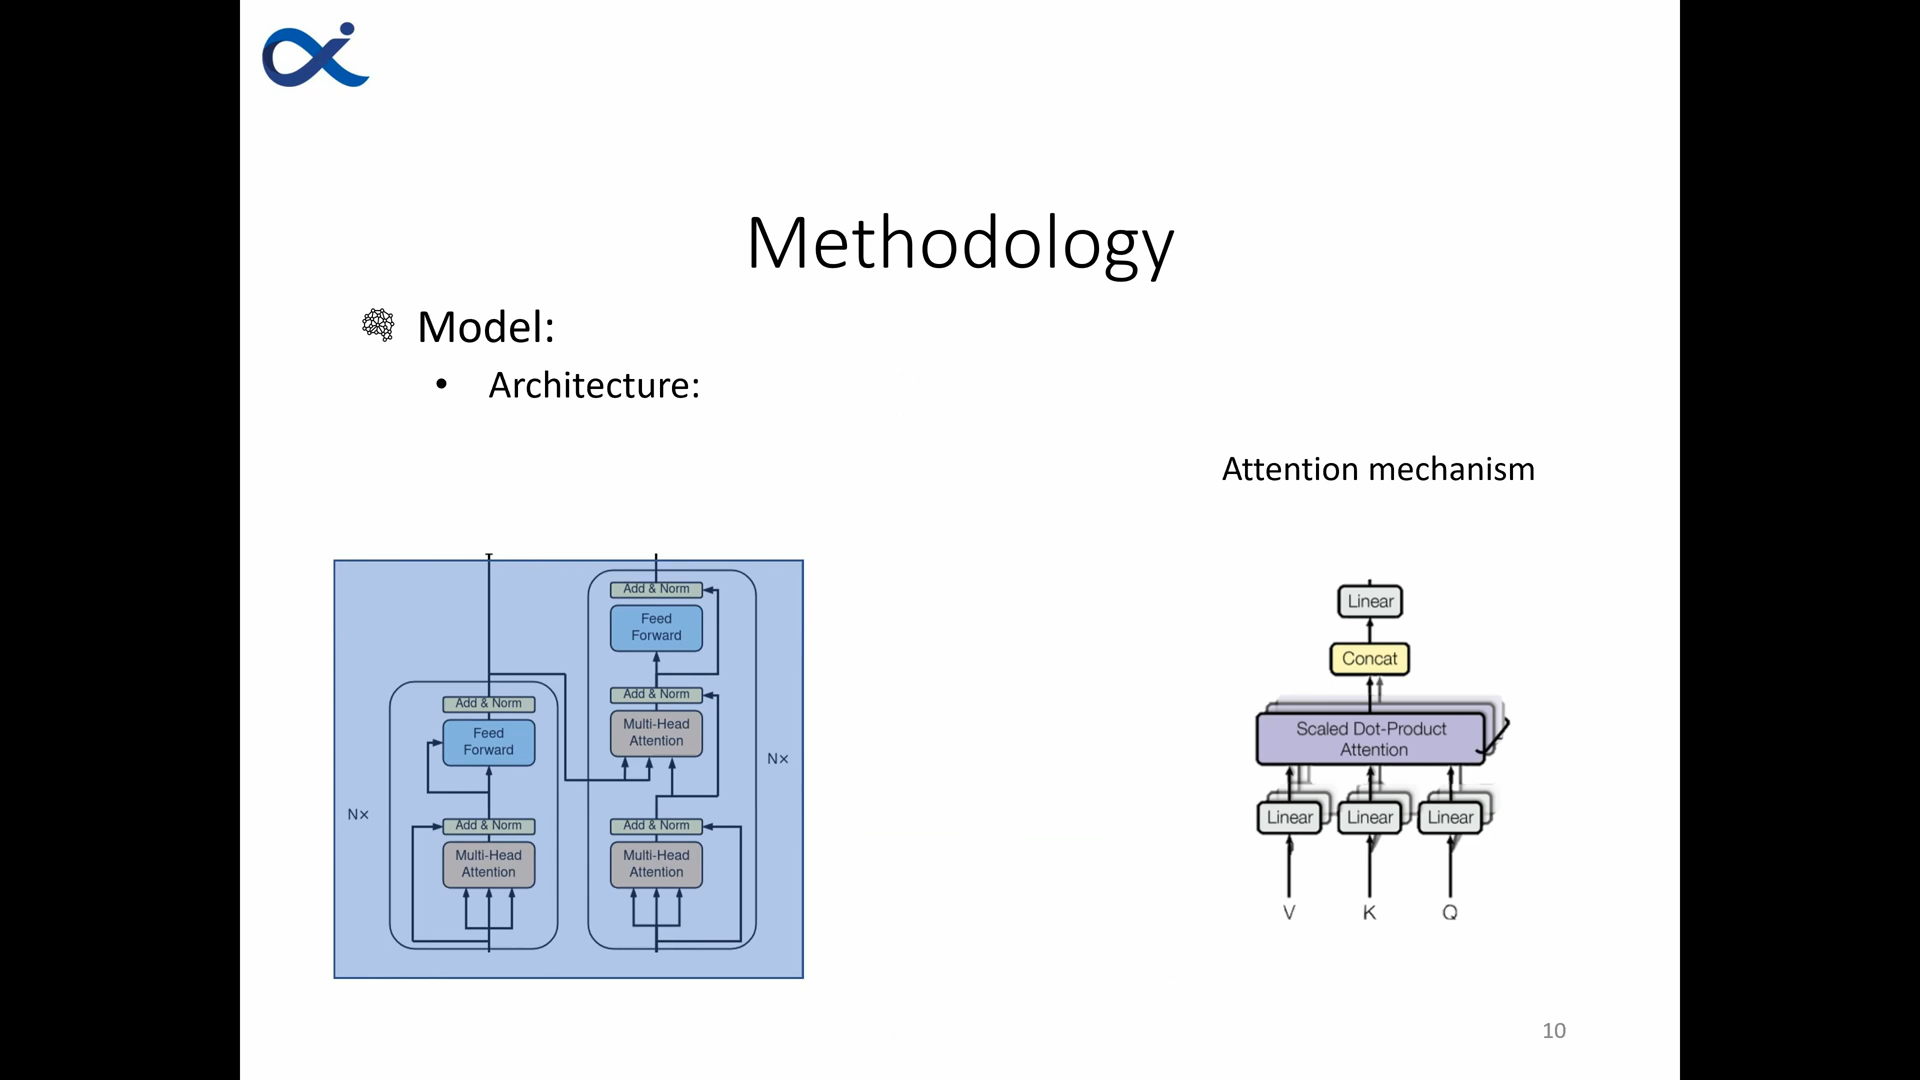 Methodology
Model:
• Architecture:
Attention mechanism
Add & Norm
Feed
Forward
Add & Norm
Multi-Head
Attention
N×
Add & Norm
Multi-Head
Attention
Add & Norm
Feed
Forward
N×
Add & Norm
Multi-Head
Attention
Linear
Concat
Scaled Dot-Product
Attention
Linear Linear Linear
V K Q
10